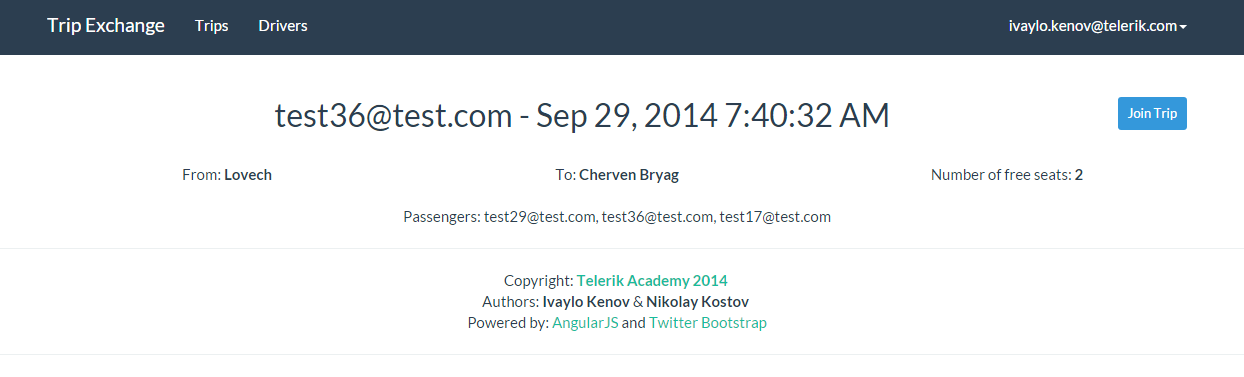 Trip Exchange Trips Drivers ivaylo.kenov@telerik.com
test36@test.com - Sep 29, 2014 7:40:32 AM Join Trip
From: Lovech To: Cherven Bryag Number of free seats: 2
Passengers: test29@test.com, test36@test.com, test17@test.com
Copyright: Telerik Academy 2014
Authors: Ivaylo Kenov & Nikolay Kostov
Powered by: AngularJS and Twitter Bootstrap